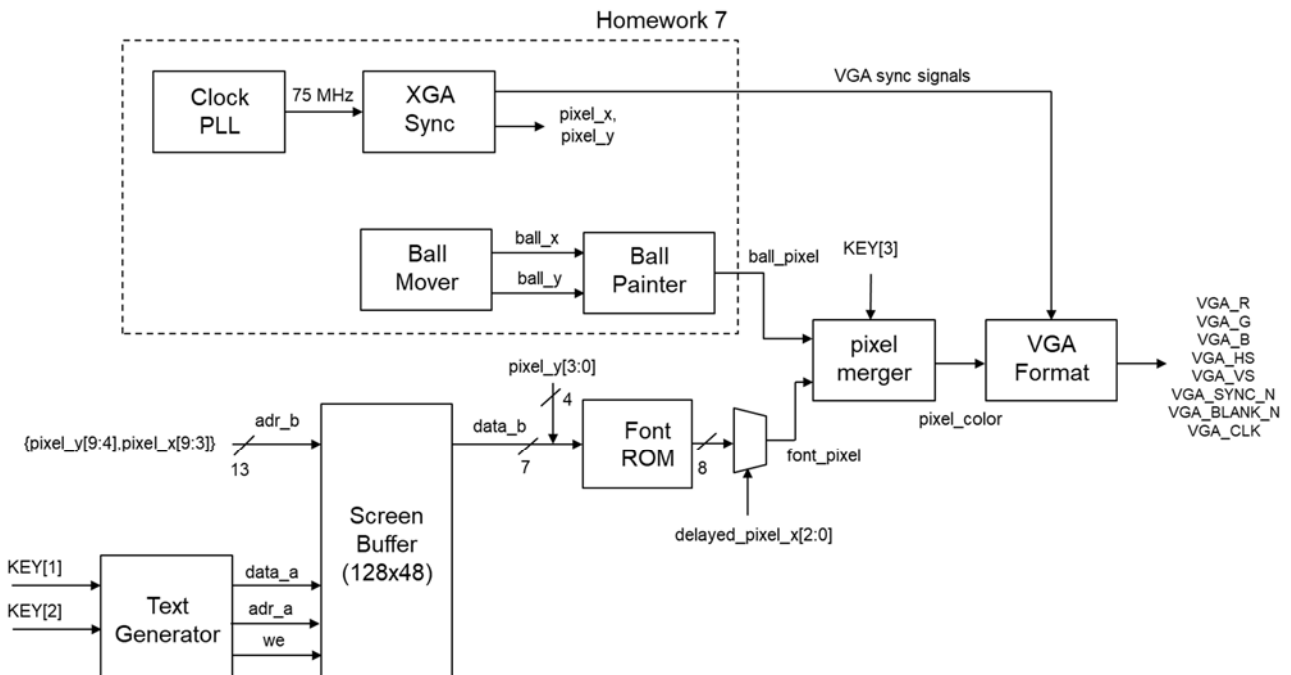 Homework 7
Clock
PLL
75 MHz
XGA
Sync
VGA sync signals
pixel_x,
pixel_y
Ball
Mover
ball_x
ball_y
Ball
Painter
ball_pixel
KEY[3]
pixel
merger
VGA
Format
VGA_R
VGA_G
VGA_B
VGA_HS
VGA_VS
VGA_SYNC_N
VGA_BLANK_N
VGA_CLK
pixel_color
pixel_y[3:0]
4
{pixel_y[9:4],pixel_x[9:3]}
adr_b
13
data_b
7
Font
ROM
8
font_pixel
delayed_pixel_x[2:0]
Screen
Buffer
(128x48)
KEY[1]
KEY[2]
Text
Generator
data_a
adr_a
we